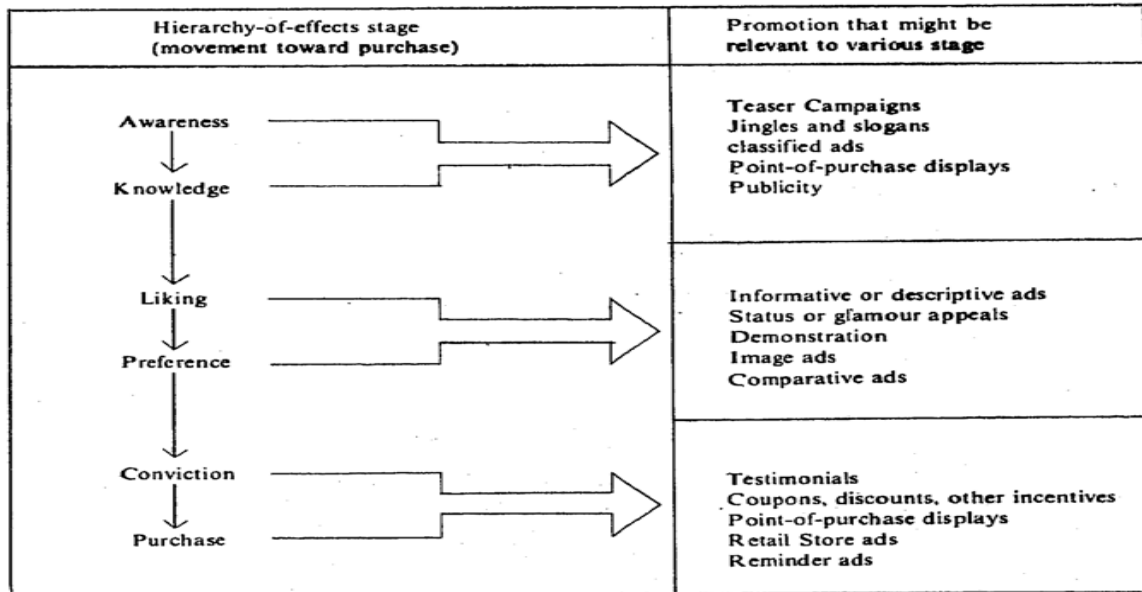 Hierarchy-of-effects stage
(movement toward purchase)
Promotion that might be
relevant to various stage
Awareness
Knowledge
Teaser Campaigns
Jingles and slogans
classified ads
Point-of-purchase displays
Publicity
Liking
Preference
Informative or descriptive ads
Status or glamour appeals
Demonstration
Image ads
Comparative ads
Conviction
Purchase
Testimonials
Coupons, discounts, other incentives
Point-of-purchase displays
Retail Store ads
Reminder ads